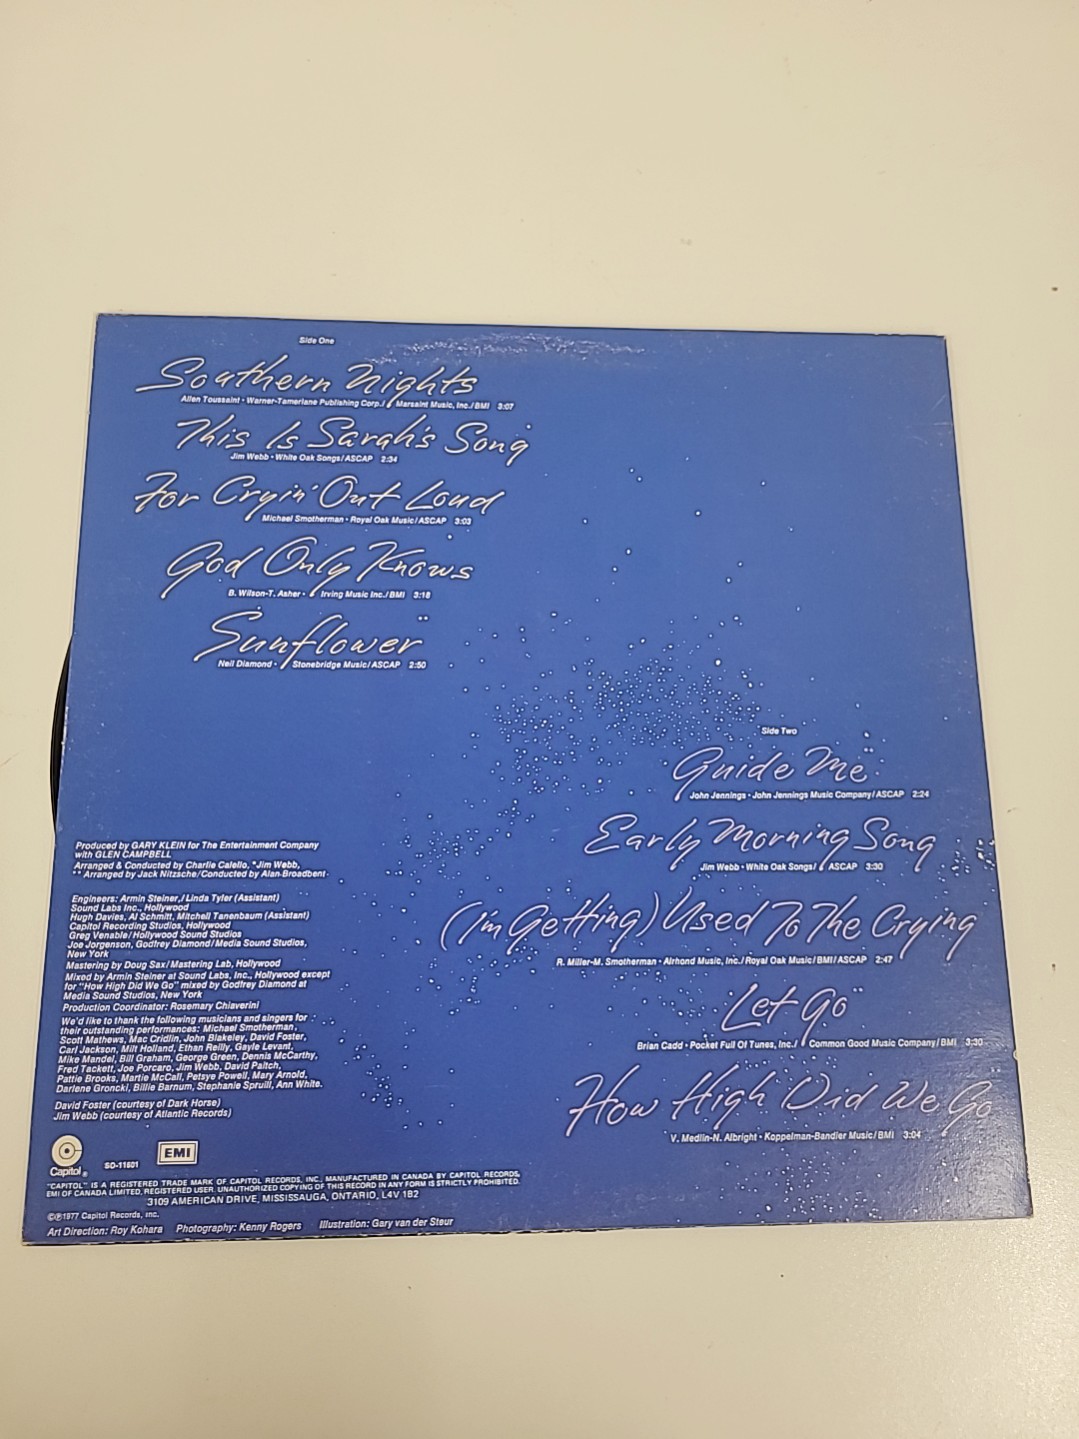 Side One
Southern Nights
Allen Toussaint • Warner-Tamerlane Publishing Corp./ Marsaint Music, Inc./BMI 3:07
This Is Sarah's Song*
Jim Webb • White Oak Songs/ASCAP 2:34
For Cryin' Out Loud
Michael Smotherman • Royal Oak Music/ASCAP 3:03
God Only Knows
B. Wilson-T. Asher • Irving Music Inc./BMI 3:18
Sunflower**
Neil Diamond • Stonebridge Music/ASCAP 2:50
Side Two
Guide Me**
John Jennings • John Jennings Music Company/ASCAP 2:24
Early Morning Song
Jim Webb • White Oak Songs/ ASCAP 3:30
(I'm Getting) Used To The Crying
R. Miller-M. Smotherman • Airhond Music, Inc./Royal Oak Music/BMI/ASCAP 2:47
Let Go**
Brian Cadd • Pocket Full Of Tunes, Inc./ Common Good Music Company/BMI 3:30
How High Did We Go
V. Medlin-N. Albright • Koppelman-Bandier Music/BMI 3:04
Produced by GARY KLEIN for The Entertainment Company
with GLEN CAMPBELL
Arranged & Conducted by Charlie Calello, *Jim Webb,
** Arranged by Jack Nitzsche/Conducted by Alan Broadbent
Engineers: Armin Steiner,/Linda Tyler (Assistant)
Sound Labs Inc., Hollywood
Hugh Davies, Al Schmitt, Mitchell Tanenbaum (Assistant)
Capitol Recording Studios, Hollywood
Greg Venable/Hollywood Sound Studios
Joe Jorgenson, Godfrey Diamond/Media Sound Studios,
New York
Mastering by Doug Sax/Mastering Lab, Hollywood
Mixed by Armin Steiner at Sound Labs, Inc., Hollywood except
for "How High Did We Go" mixed by Godfrey Diamond at
Media Sound Studios, New York
Production Coordinator: Rosemary Chiaverini
We'd like to thank the following musicians and singers for
their outstanding performances: Michael Smotherman,
Scott Mathews, Mac Cridlin, John Blakeley, David Foster,
Carl Jackson, Milt Holland, Ethan Reilly, Gayle Levant,
Mike Mandel, Bill Graham, George Green, Dennis McCarthy,
Fred Tackett, Joe Porcaro, Jim Webb, David Paitch,
Pattie Brooks, Martie McCall, Petsye Powell, Mary Arnold,
Darlene Groncki, Billie Barnum, Stephanie Spruill, Ann White.
David Foster (courtesy of Dark Horse)
Jim Webb (courtesy of Atlantic Records)
Capitol®
SO-11601
EMI
"CAPITOL" IS A REGISTERED TRADE MARK OF CAPITOL RECORDS, INC., MANUFACTURED IN CANADA BY CAPITOL RECORDS,
EMI OF CANADA LIMITED, REGISTERED USER. UNAUTHORIZED COPYING OF THIS RECORD IN ANY FORM IS STRICTLY PROHIBITED.
3109 AMERICAN DRIVE, MISSISSAUGA, ONTARIO, L4V 1B2
©℗1977 Capitol Records, Inc.
Art Direction: Roy Kohara Photography: Kenny Rogers Illustration: Gary van der Steur